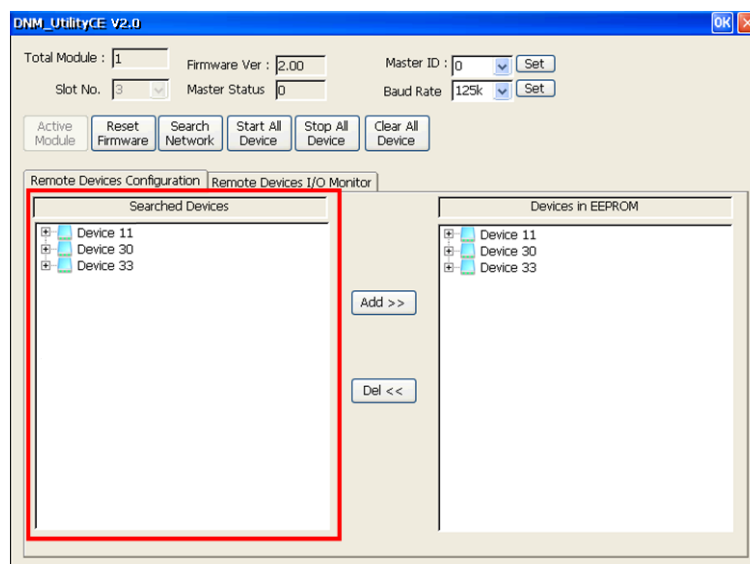 DNM_UtilityCE V2.0 OK
Total Module : 1 Firmware Ver : 2.00 Master ID : 0 Set
Slot No. 3 Master Status 0 Baud Rate 125k Set
Active Module Reset Firmware Search Network Start All Device Stop All Device Clear All Device
Remote Devices Configuration Remote Devices I/O Monitor
Searched Devices
Device 11
Device 30
Device 33
Add >>
Del <<
Devices in EEPROM
Device 11
Device 30
Device 33